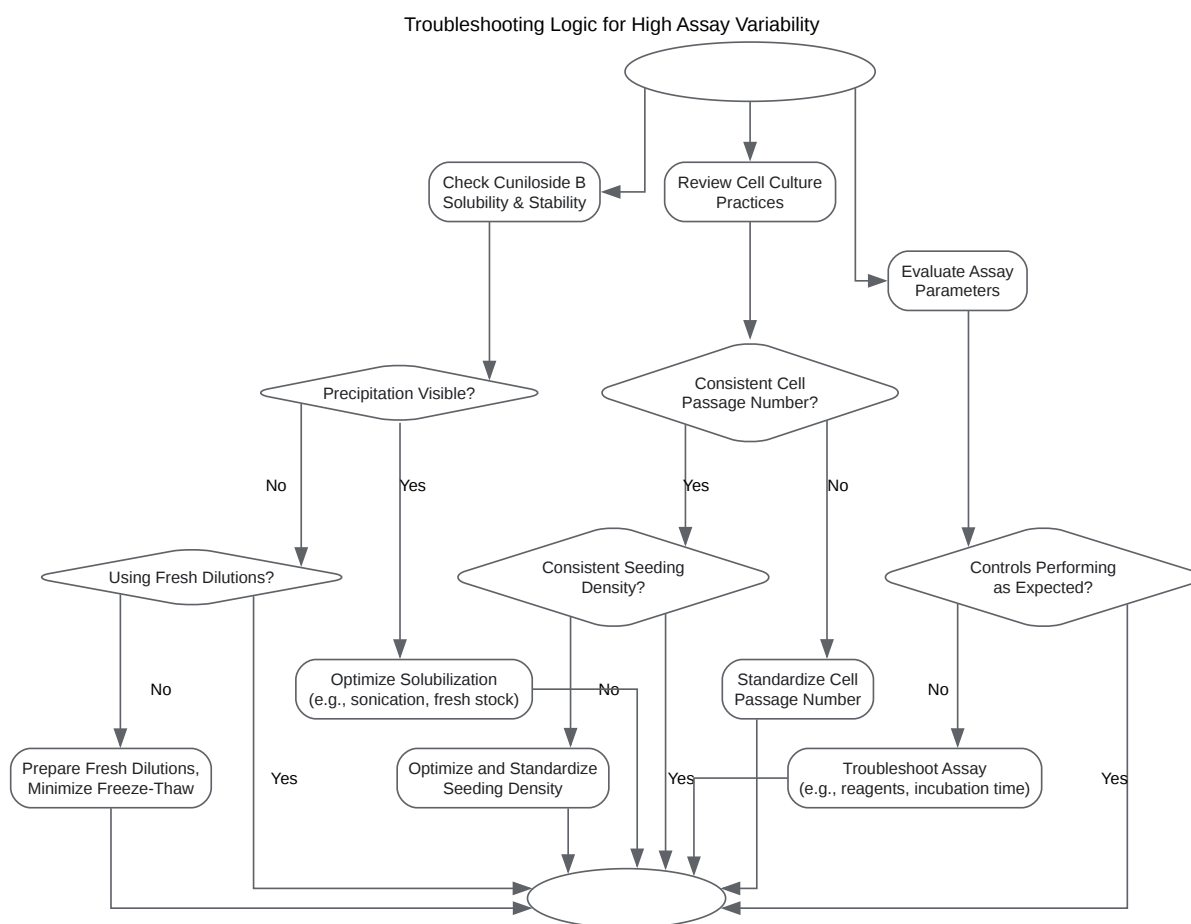 Troubleshooting Logic for High Assay Variability
Check Cuniloside B
Solubility & Stability
Review Cell Culture
Practices
Evaluate Assay
Parameters
Precipitation Visible?
Consistent Cell
Passage Number?
No
Yes
Yes
No
Using Fresh Dilutions?
Consistent Seeding
Density?
Controls Performing
as Expected?
No
Optimize Solubilization
(e.g., sonication, fresh stock)
No
Standardize Cell
Passage Number
No
Prepare Fresh Dilutions,
Minimize Freeze-Thaw
Yes
Optimize and Standardize
Seeding Density
Yes
Troubleshoot Assay
(e.g., reagents, incubation time)
Yes